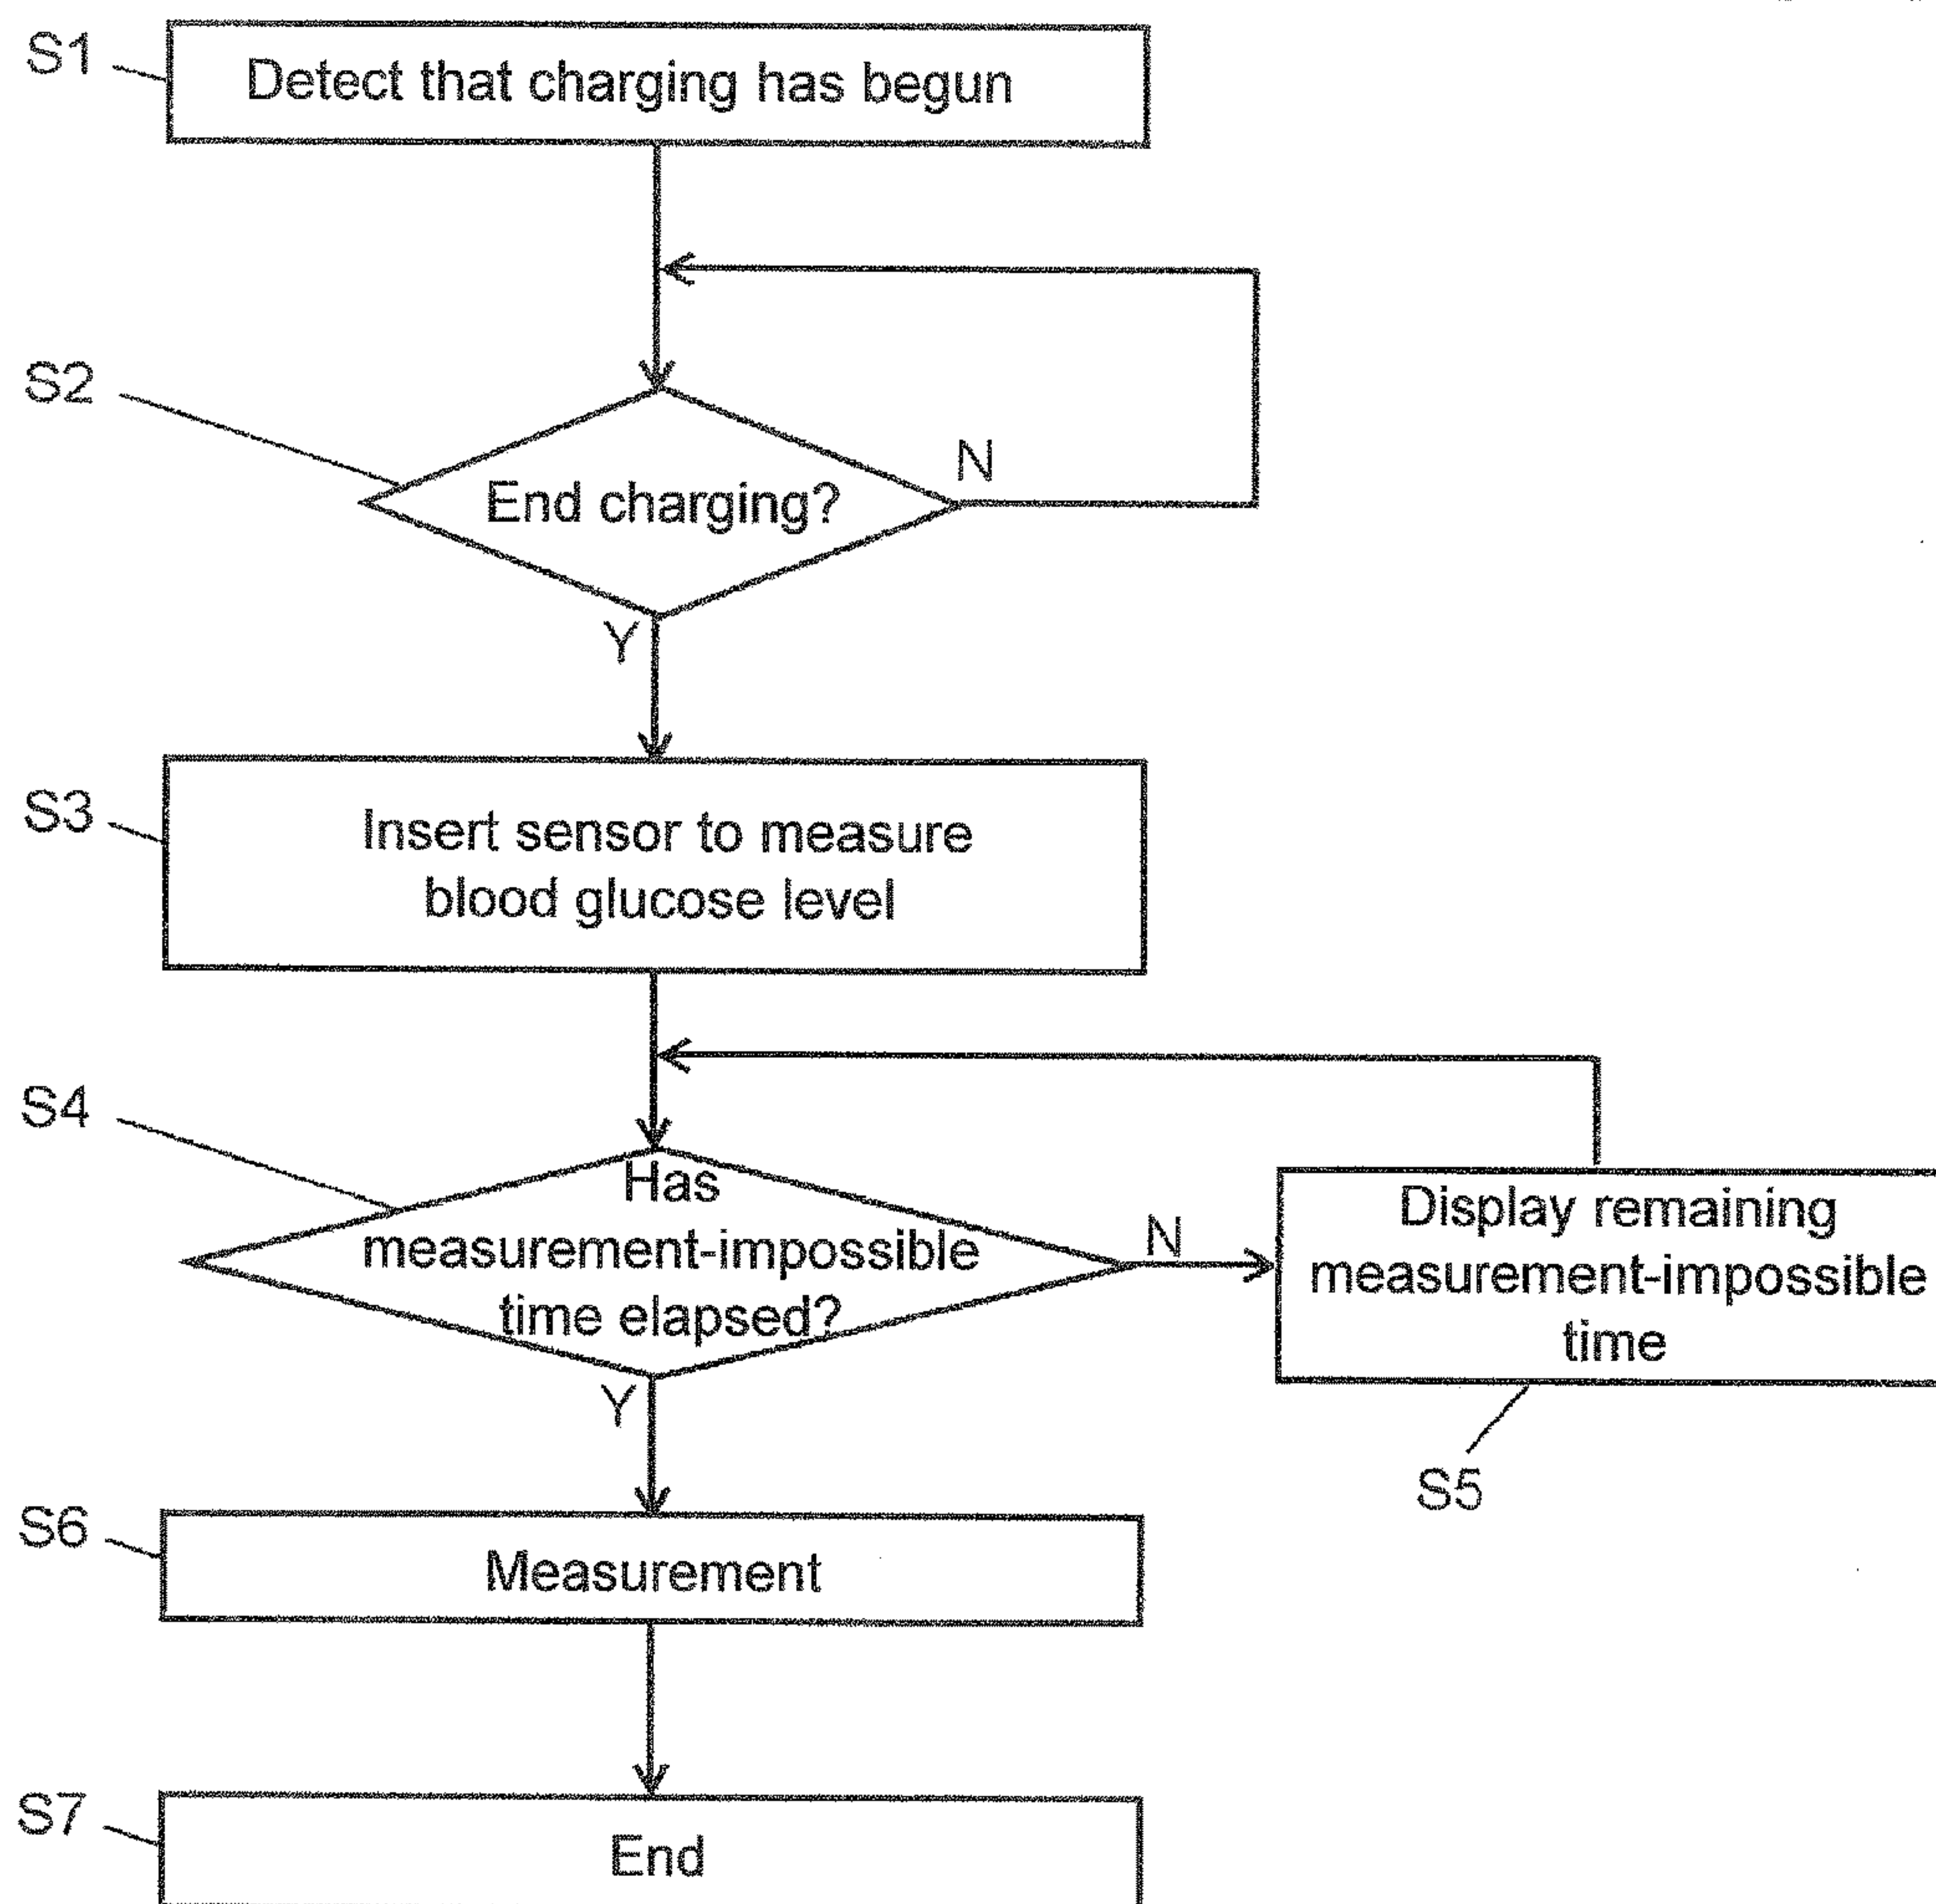 S1
Detect that charging has begun
S2
End charging?
N
Y
S3
Insert sensor to measure
blood glucose level
S4
Has
measurement-impossible
time elapsed?
N
Display remaining
measurement-impossible
time
S5
Y
S6
Measurement
S7
End